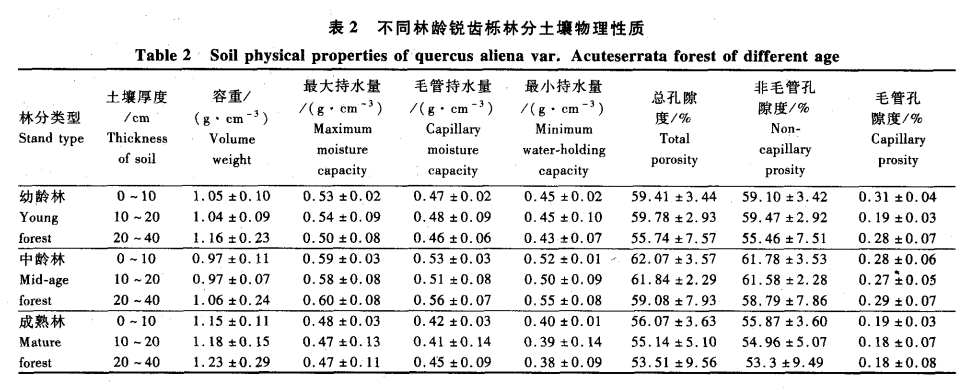 表 2 不同林龄锐齿栎林分土壤物理性质
Table 2 Soil physical properties of quercus aliena var. Acuteserrata forest of different age
林分类型 Stand type 土壤厚度 /cm Thickness of soil 容重/ (g·cm⁻³) Volume weight 最大持水量 /(g·cm⁻³) Maximum moisture capacity 毛管持水量 /(g·cm⁻³) Capillary moisture capacity 最小持水量 /(g·cm⁻³) Minimum water-holding capacity 总孔隙度/% Total porosity 非毛管孔隙度/% Non-capillary prosity 毛管孔隙度/% Capillary prosity
幼龄林 0~10 1.05±0.10 0.53±0.02 0.47±0.02 0.45±0.02 59.41±3.44 59.10±3.42 0.31±0.04
Young 10~20 1.04±0.09 0.54±0.09 0.48±0.09 0.45±0.10 59.78±2.93 59.47±2.92 0.19±0.03
forest 20~40 1.16±0.23 0.50±0.08 0.46±0.06 0.43±0.07 55.74±7.57 55.46±7.51 0.28±0.07
中龄林 0~10 0.97±0.11 0.59±0.03 0.53±0.03 0.52±0.01 62.07±3.57 61.78±3.53 0.28±0.06
Mid-age 10~20 0.97±0.07 0.58±0.08 0.51±0.08 0.50±0.09 61.84±2.29 61.58±2.28 0.27±0.05
forest 20~40 1.06±0.24 0.60±0.08 0.56±0.07 0.55±0.08 59.08±7.93 58.79±7.86 0.29±0.07
成熟林 0~10 1.15±0.11 0.48±0.03 0.42±0.03 0.40±0.01 56.07±3.63 55.87±3.60 0.19±0.03
Mature 10~20 1.18±0.15 0.47±0.13 0.41±0.14 0.39±0.14 55.14±5.10 54.96±5.07 0.18±0.07
forest 20~40 1.23±0.29 0.47±0.11 0.45±0.09 0.38±0.09 53.51±9.56 53.3±9.49 0.18±0.08